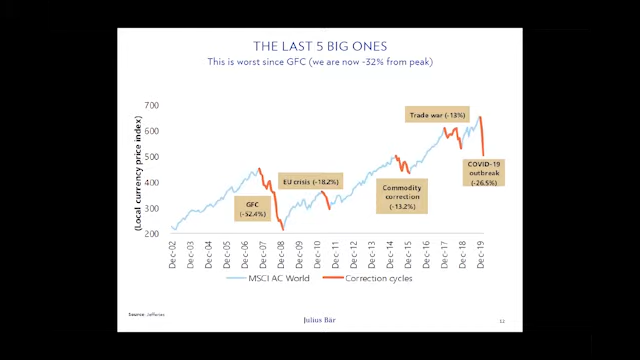 THE LAST 5 BIG ONES
This is worst since GFC (we are now -32% from peak)
(Local currency price index)
700
600
500
400
300
200
GFC
(-52.4%)
EU crisis (-18.2%)
Commodity
correction
(-13.2%)
Trade war (-13%)
COVID-19
outbreak
(-26.5%)
Dec-02
Dec-03
Dec-04
Dec-05
Dec-06
Dec-07
Dec-08
Dec-09
Dec-10
Dec-11
Dec-12
Dec-13
Dec-14
Dec-15
Dec-16
Dec-17
Dec-18
Dec-19
MSCI AC World
Correction cycles
Source: Jefferies
Julius Bär
12